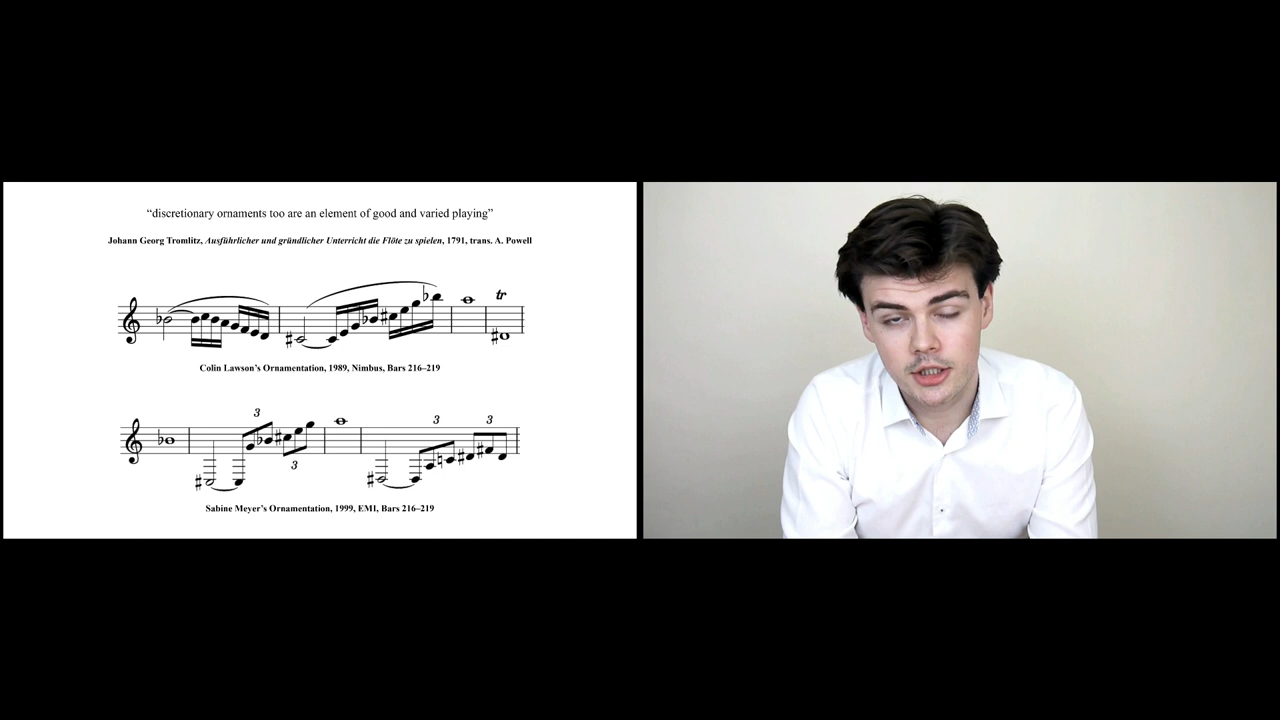 “discretionary ornaments too are an element of good and varied playing”
Johann Georg Tromlitz, Ausführlicher und gründlicher Unterricht die Flöte zu spielen, 1791, trans. A. Powell
tr
Colin Lawson’s Ornamentation, 1989, Nimbus, Bars 216–219
3 3 3
3
Sabine Meyer’s Ornamentation, 1999, EMI, Bars 216–219